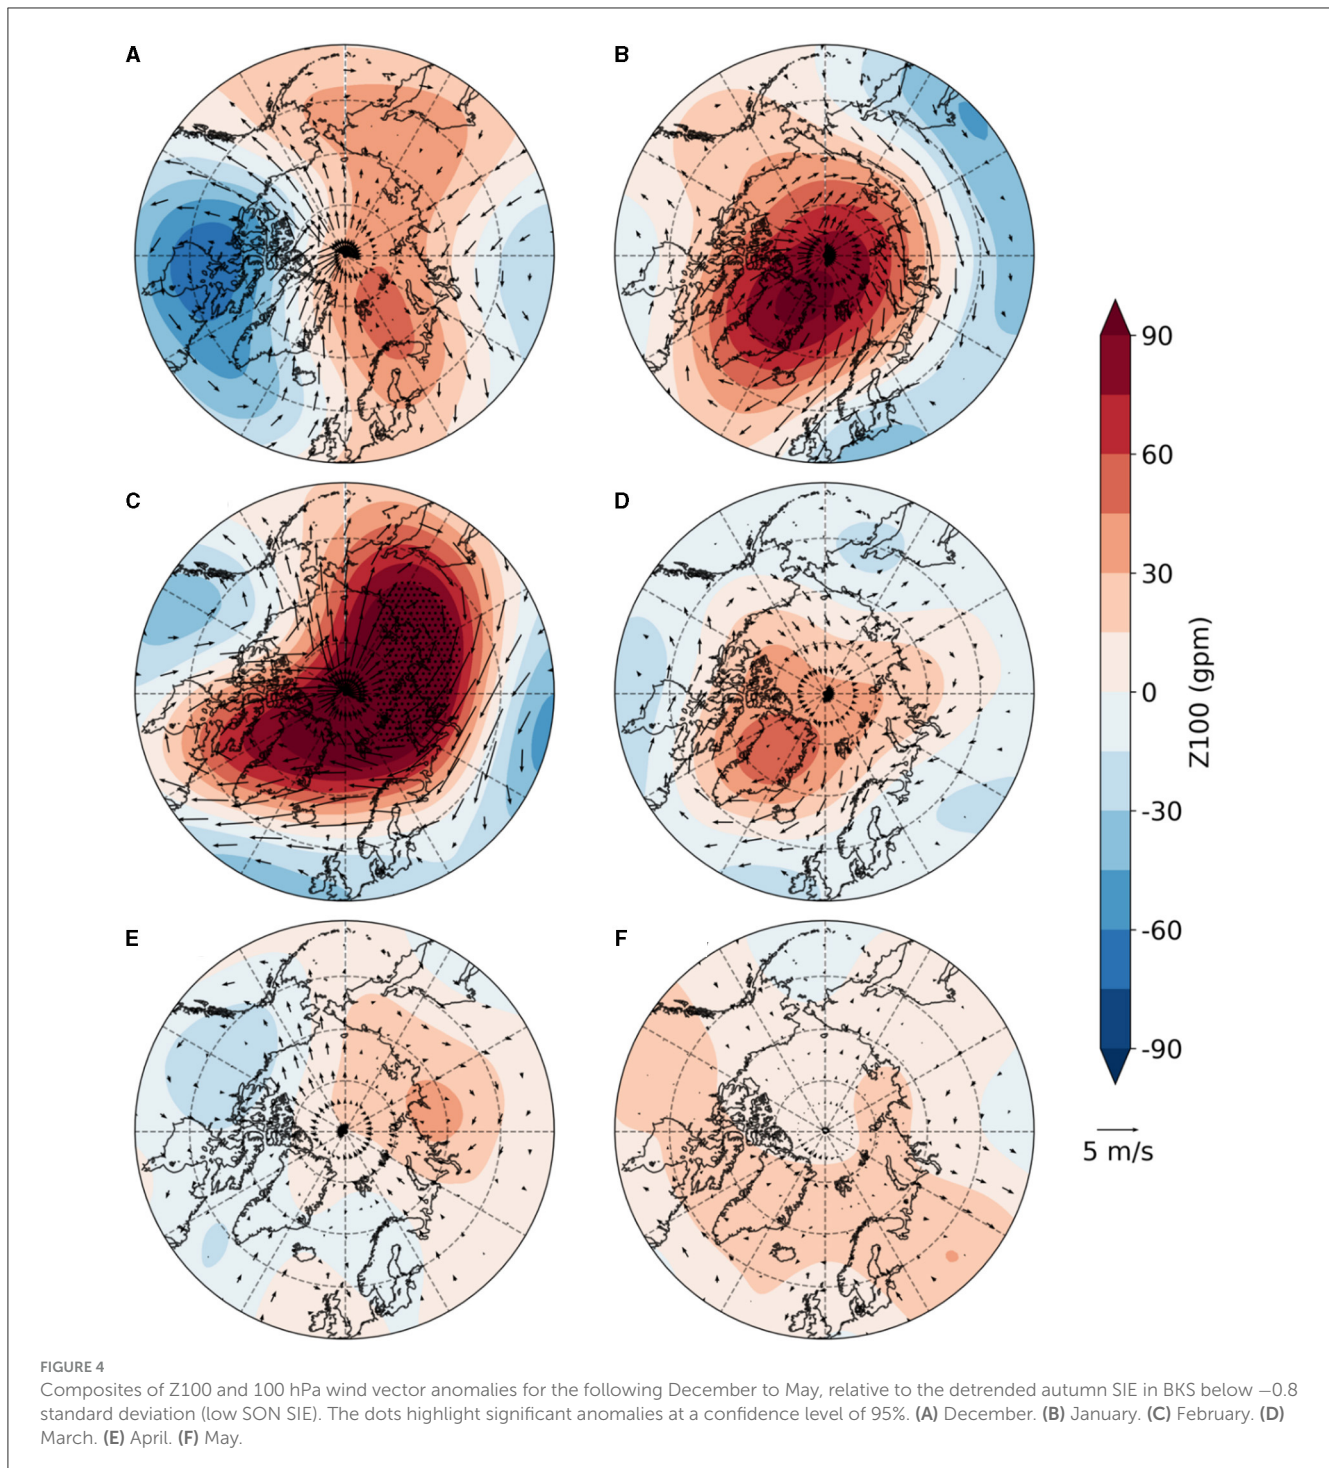 A
B
C
D
E
F
90
60
30
0
-30
-60
-90
Z100 (gpm)
5 m/s
FIGURE 4
Composites of Z100 and 100 hPa wind vector anomalies for the following December to May, relative to the detrended autumn SIE in BKS below −0.8
standard deviation (low SON SIE). The dots highlight significant anomalies at a confidence level of 95%. (A) December. (B) January. (C) February. (D)
March. (E) April. (F) May.